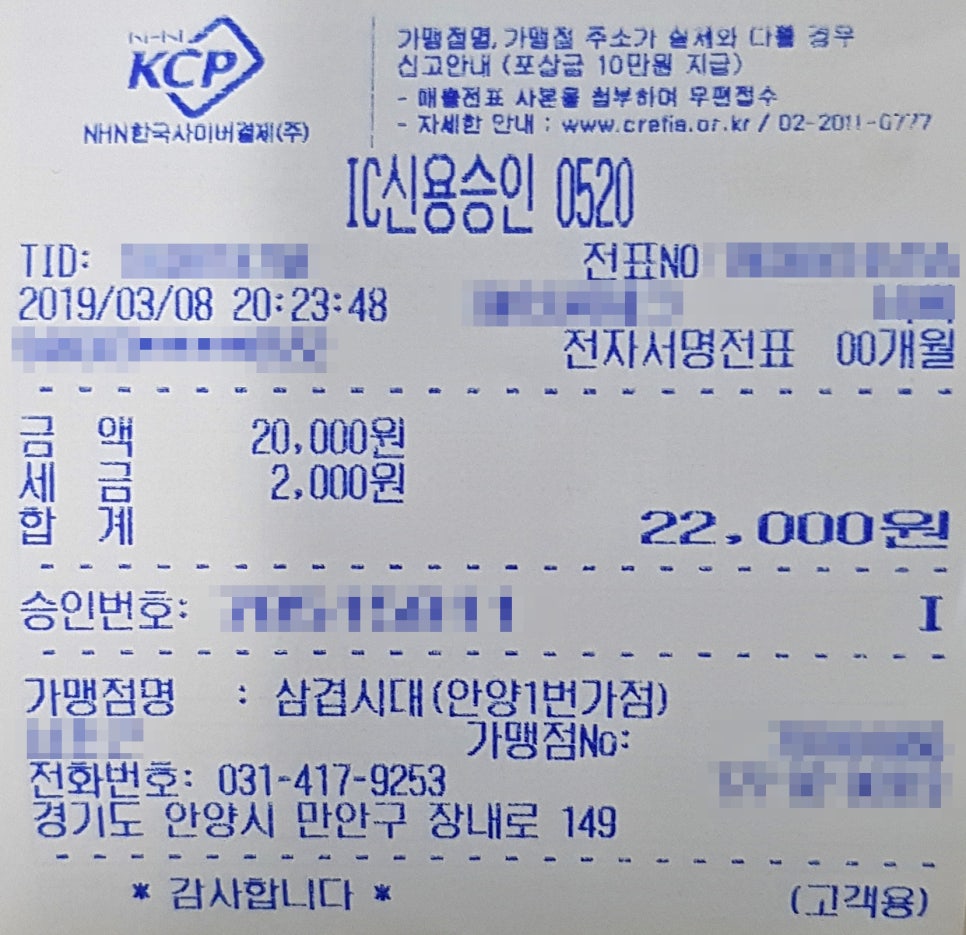 NHN
KCP
NHN한국사이버결제(주)
가맹점명, 가맹점 주소가 실제와 다를 경우
신고안내 (포상금 10만원 지급)
- 매출전표 사본을 첨부하여 우편접수
- 자세한 안내 : www.crefia.or.kr / 02-2011-0777
IC신용승인 0520
TID: 전표NO
2019/03/08 20:23:48
전자서명전표 00개월
금 액 20,000원
세 금 2,000원
합 계 22,000원
승인번호: I
가맹점명 : 삼겹시대(안양1번가점)
가맹점No:
전화번호: 031-417-9253
경기도 안양시 만안구 장내로 149
* 감사합니다 * (고객용)